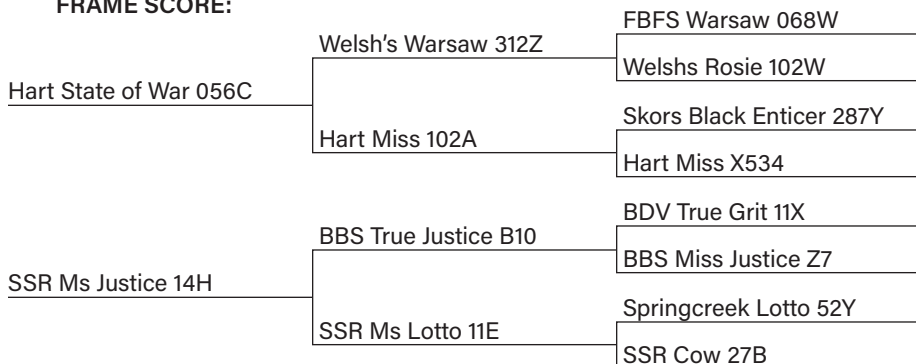 FRAME SCORE:
FBFS Warsaw 068W
Welsh's Warsaw 312Z
Welshs Rosie 102W
Hart State of War 056C
Skors Black Enticer 287Y
Hart Miss 102A
Hart Miss X534
BDV True Grit 11X
BBS True Justice B10
BBS Miss Justice Z7
SSR Ms Justice 14H
Springcreek Lotto 52Y
SSR Ms Lotto 11E
SSR Cow 27B